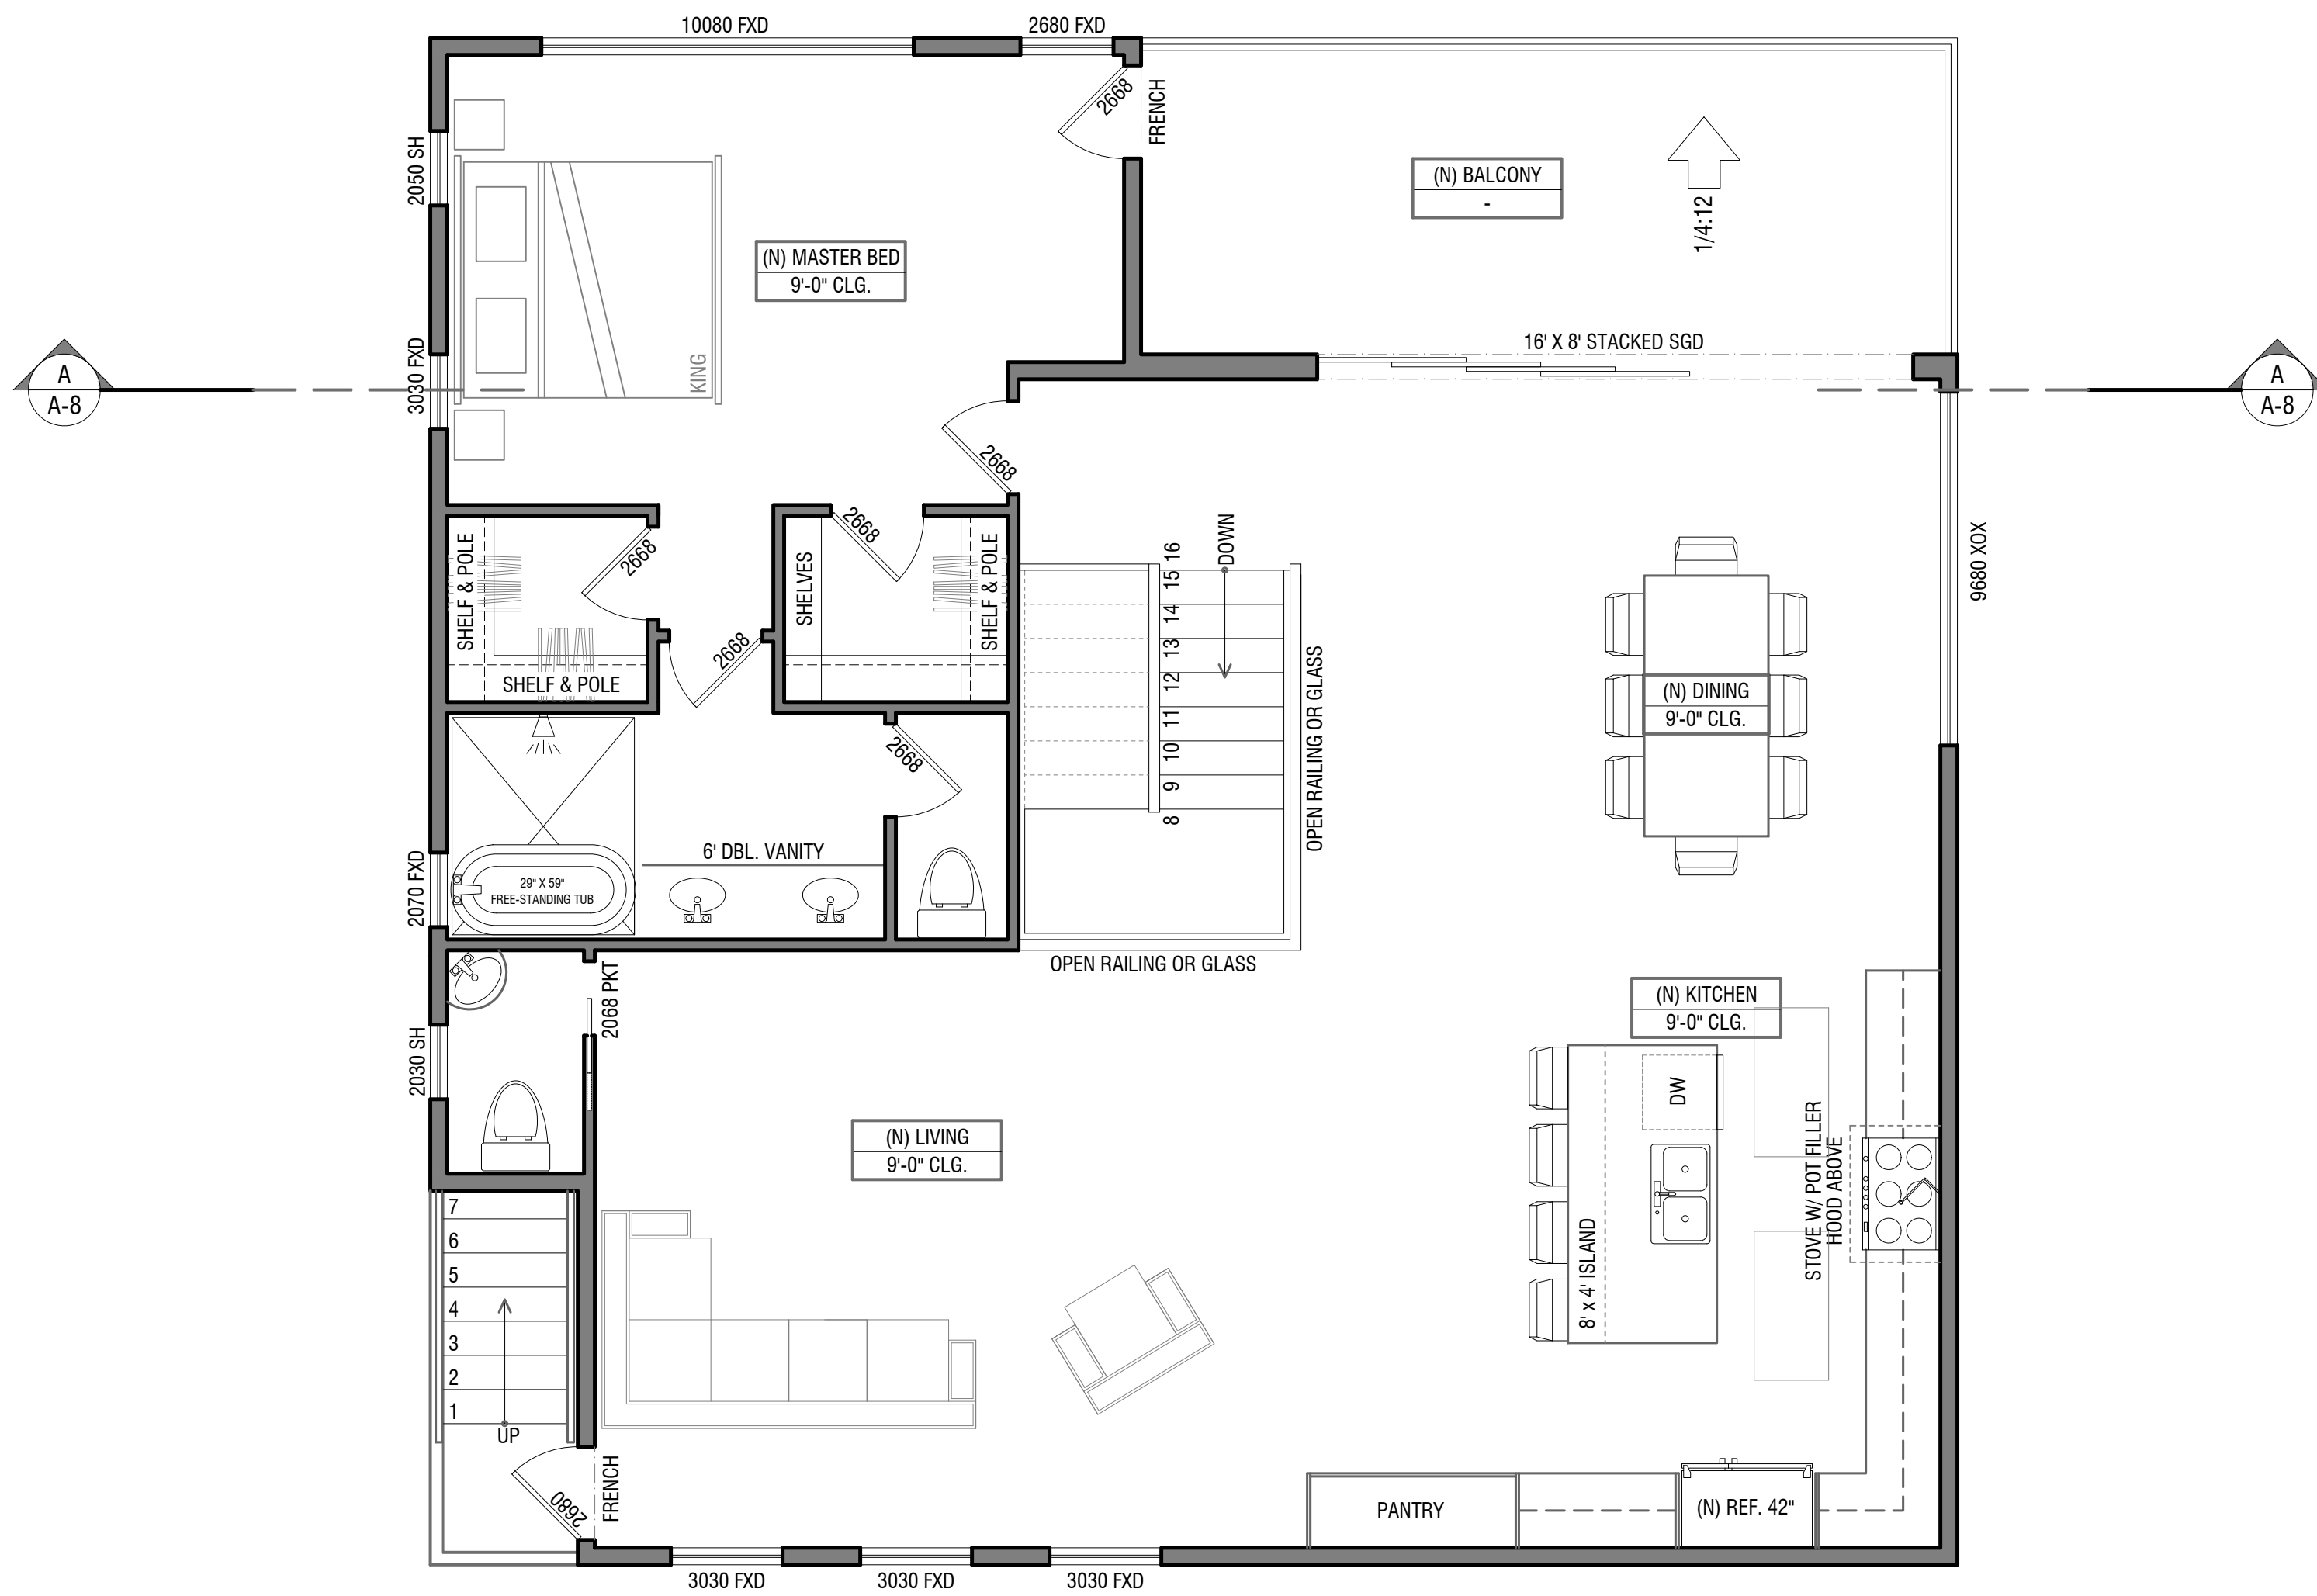 10080 FXD
2680 FXD
2668
FRENCH
2050 SH
(N) BALCONY
-
1/4:12
(N) MASTER BED
9'-0" CLG.
16' X 8' STACKED SGD
KING
3030 FXD
A
A-8
A
A-8
2668
2668
2668
SHELF & POLE
SHELVES
SHELF & POLE
SHELF & POLE
2668
DOWN
16
15
14
13
12
11
10
9
8
OPEN RAILING OR GLASS
9680 XOX
(N) DINING
9'-0" CLG.
2668
6' DBL. VANITY
29" X 59"
FREE-STANDING TUB
2070 FXD
OPEN RAILING OR GLASS
2068 PKT
2030 SH
(N) KITCHEN
9'-0" CLG.
DW
(N) LIVING
9'-0" CLG.
STOVE W/ POT FILLER
HOOD ABOVE
8' x 4' ISLAND
7
6
5
4
3
2
1
UP
2680
FRENCH
PANTRY
(N) REF. 42"
3030 FXD
3030 FXD
3030 FXD